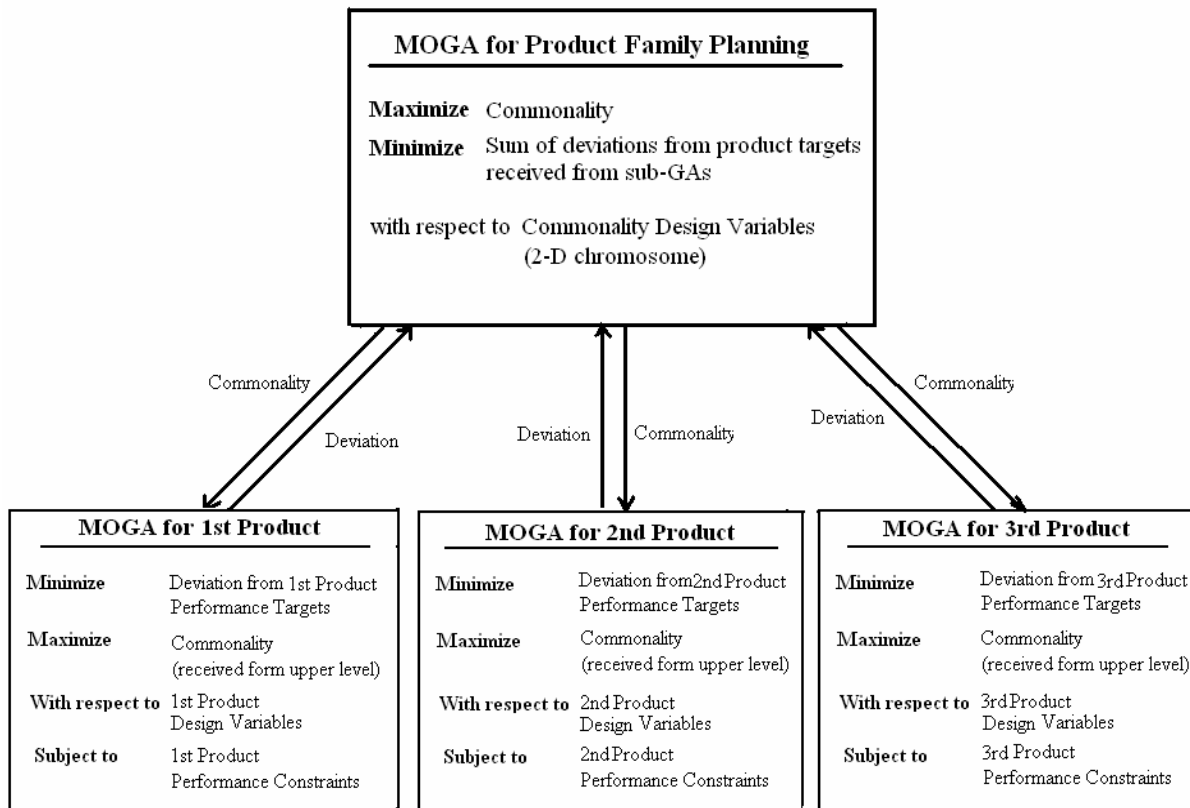 MOGA for Product Family Planning
Maximize Commonality
Minimize Sum of deviations from product targets
received from sub-GAs
with respect to Commonality Design Variables
(2-D chromosome)
Commonality
Deviation
Deviation
Commonality
Commonality
Deviation
MOGA for 1st Product
Minimize Deviation from 1st Product
Performance Targets
Maximize Commonality
(received form upper level)
With respect to 1st Product
Design Variables
Subject to 1st Product
Performance Constraints
MOGA for 2nd Product
Minimize Deviation from 2nd Product
Performance Targets
Maximize Commonality
(received form upper level)
With respect to 2nd Product
Design Variables
Subject to 2nd Product
Performance Constraints
MOGA for 3rd Product
Minimize Deviation from 3rd Product
Performance Targets
Maximize Commonality
(received form upper level)
With respect to 3rd Product
Design Variables
Subject to 3rd Product
Performance Constraints